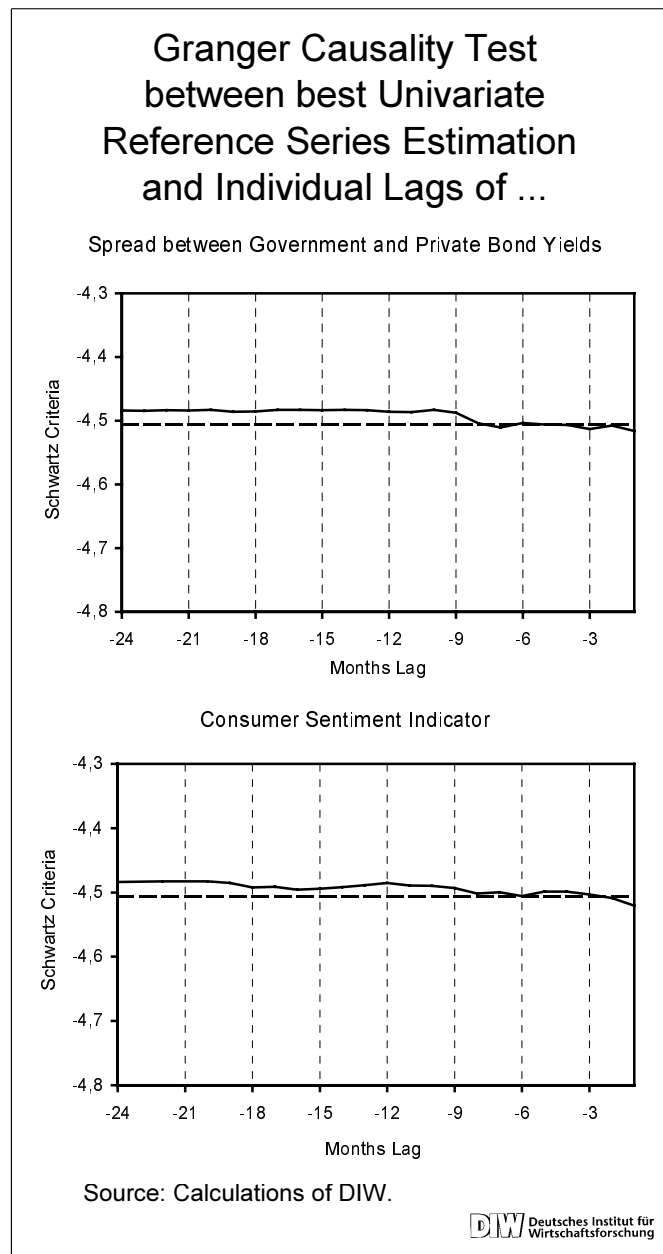 Granger Causality Test
between best Univariate
Reference Series Estimation
and Individual Lags of ...
Spread between Government and Private Bond Yields
Schwartz Criteria
-4,3
-4,4
-4,5
-4,6
-4,7
-4,8
-24 -21 -18 -15 -12 -9 -6 -3
Months Lag
Consumer Sentiment Indicator
Schwartz Criteria
-4,3
-4,4
-4,5
-4,6
-4,7
-4,8
-24 -21 -18 -15 -12 -9 -6 -3
Months Lag
Source: Calculations of DIW.
DIW Deutsches Institut für
Wirtschaftsforschung